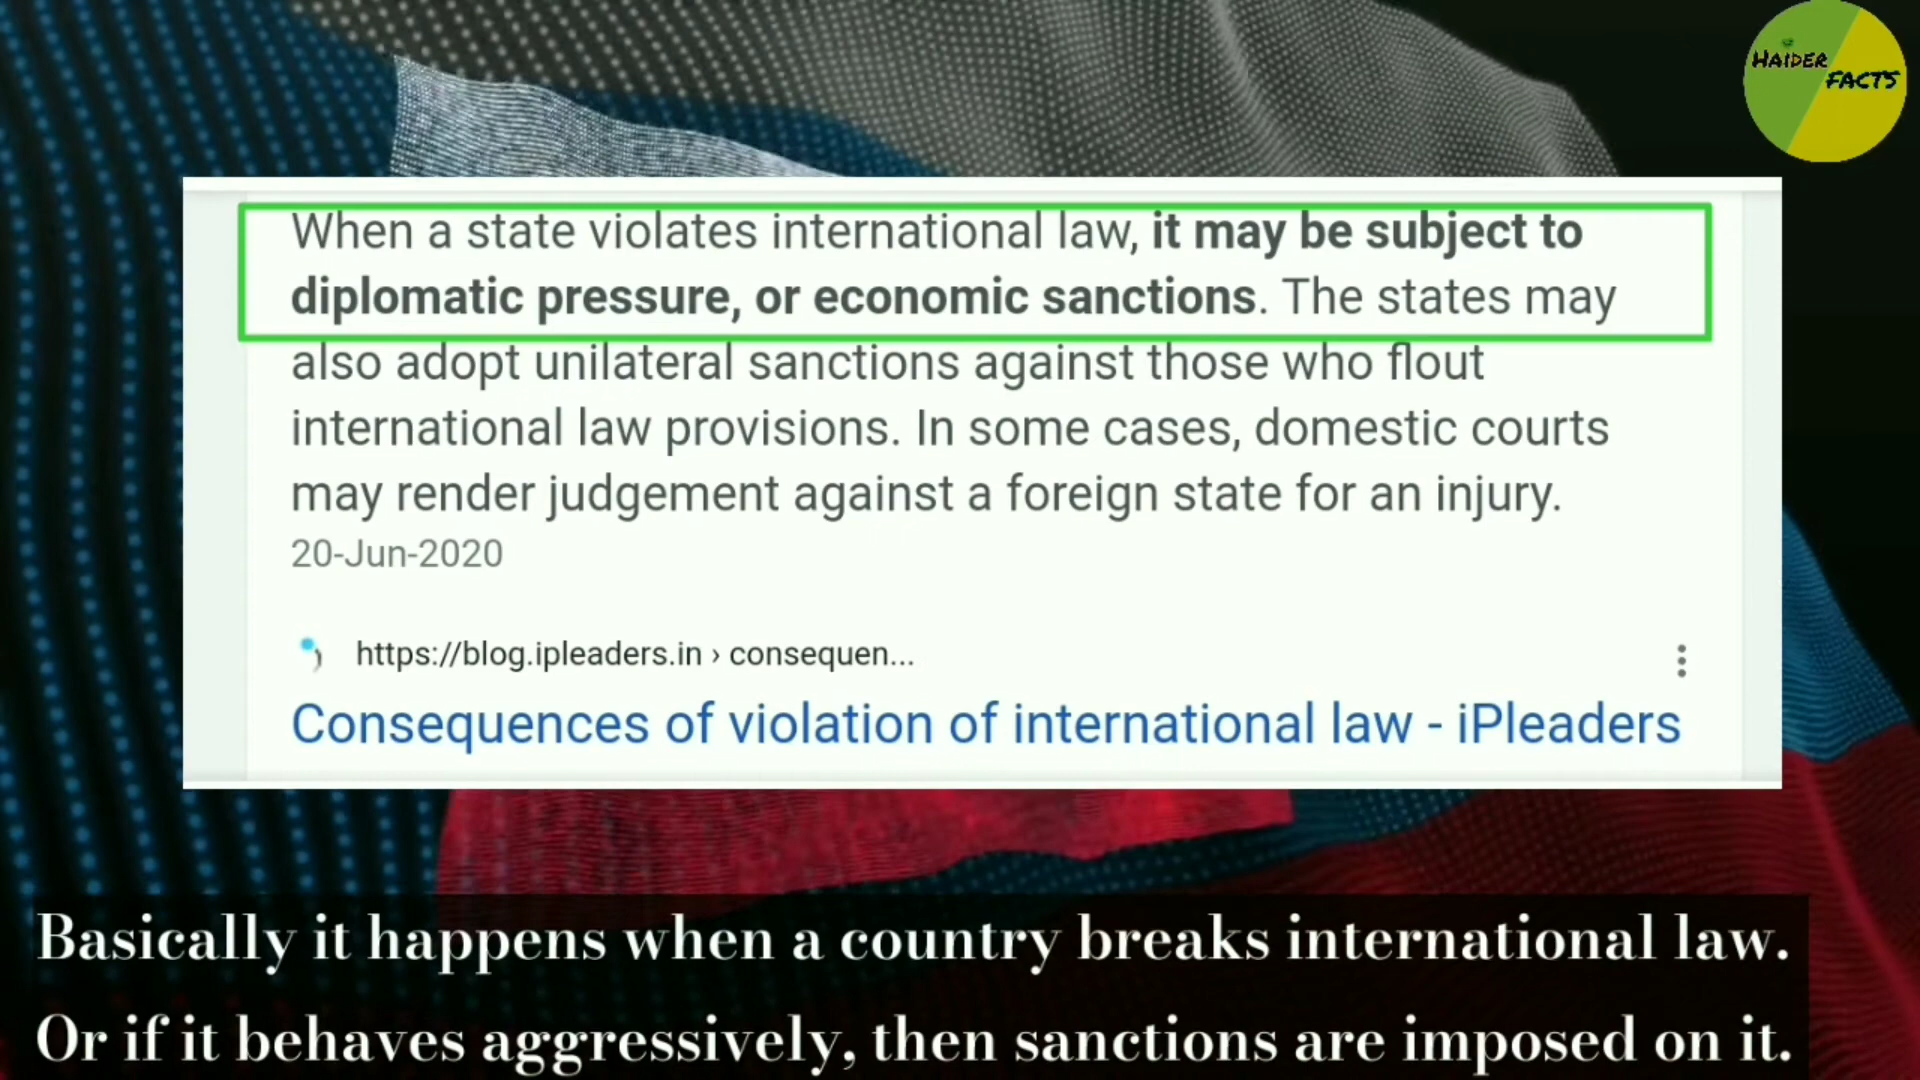 HAIDER
FACTS
When a state violates international law, it may be subject to
diplomatic pressure, or economic sanctions. The states may
also adopt unilateral sanctions against those who flout
international law provisions. In some cases, domestic courts
may render judgement against a foreign state for an injury.
20-Jun-2020
https://blog.ipleaders.in › consequen...
Consequences of violation of international law - iPleaders
Basically it happens when a country breaks international law.
Or if it behaves aggressively, then sanctions are imposed on it.